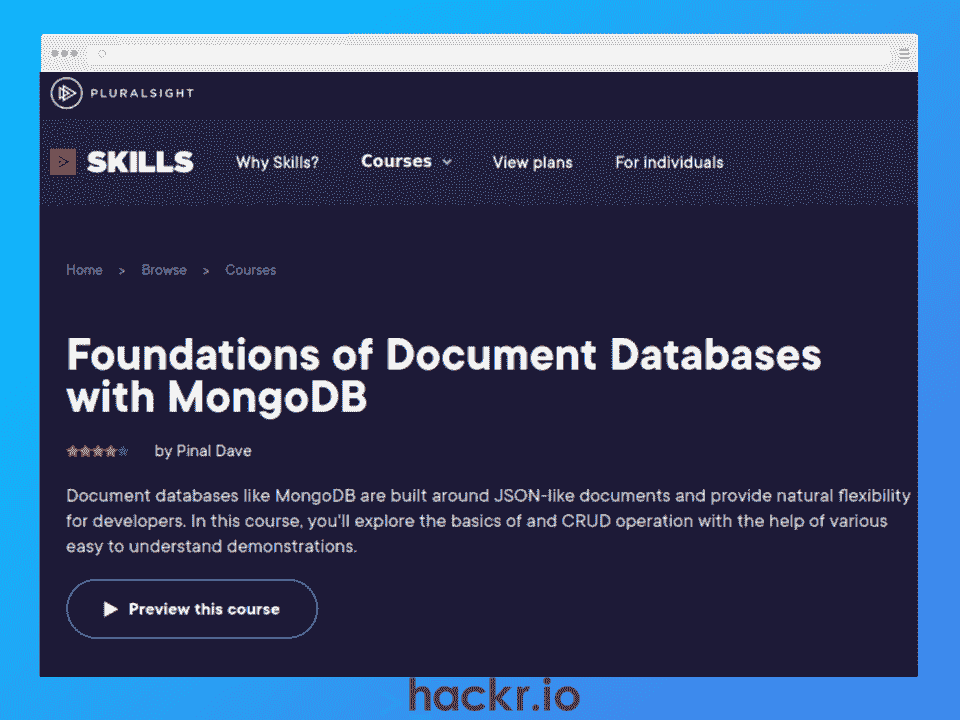 PLURALSIGHT
SKILLS Why Skills? Courses View plans For individuals
Home > Browse > Courses
Foundations of Document Databases
with MongoDB
by Pinal Dave
Document databases like MongoDB are built around JSON-like documents and provide natural flexibility
for developers. In this course, you'll explore the basics of and CRUD operation with the help of various
easy to understand demonstrations.
Preview this course
hackr.io